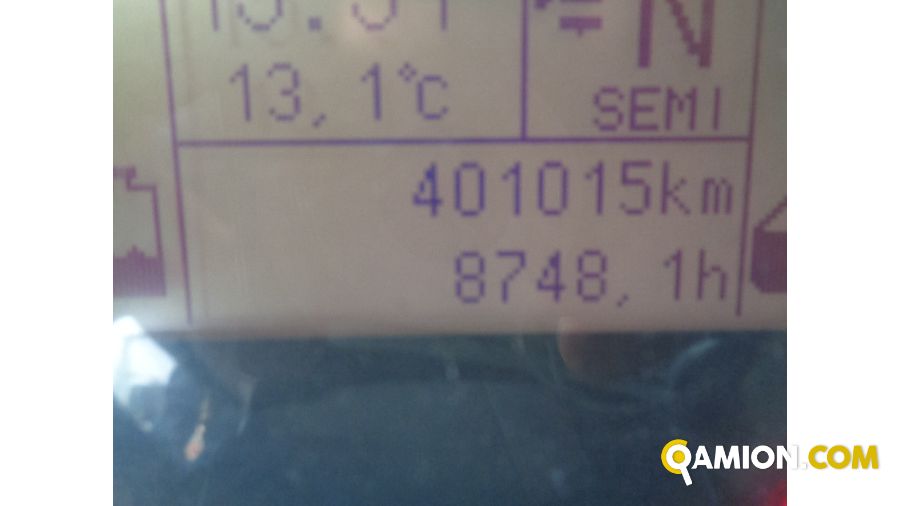 N
13,1°C
SEMI
401015km
8748,1h
QAMION.COM